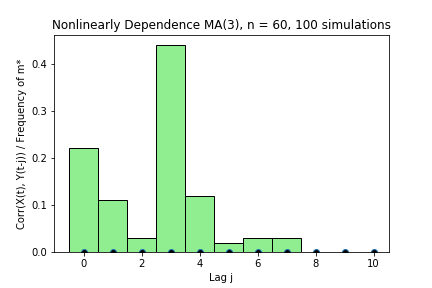 Nonlinearly Dependence MA(3), n = 60, 100 simulations
Corr(X(t), Y(t-j)) / Frequency of m*
0.4
0.3
0.2
0.1
0.0
0 2 4 6 8 10
Lag j